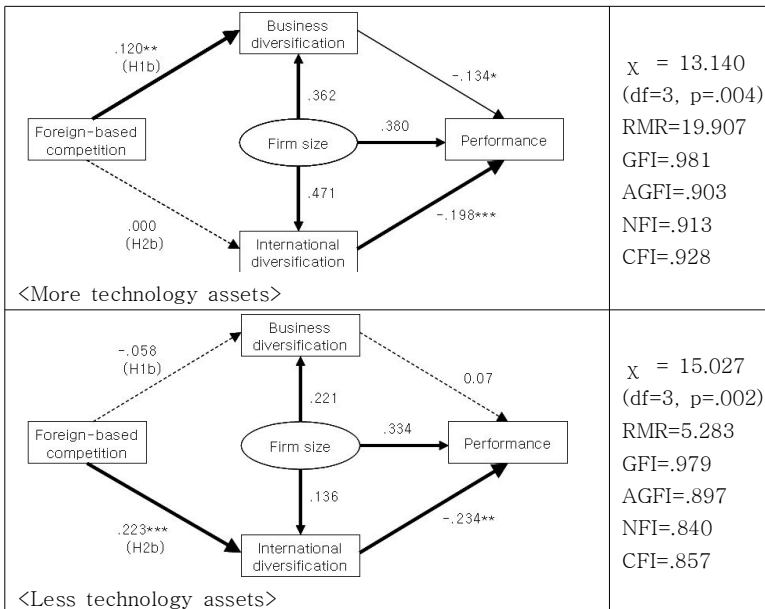 Business
diversification
.120**
(H1b)
-.134*
.362
Foreign-based
competition
Firm size
.380
Performance
.471
.000
(H2b)
-.198***
International
diversification
<More technology assets>
χ = 13.140
(df=3, p=.004)
RMR=19.907
GFI=.981
AGFI=.903
NFI=.913
CFI=.928
Business
diversification
-.058
(H1b)
0.07
.221
Foreign-based
competition
Firm size
.334
Performance
.136
.223***
(H2b)
-.234**
International
diversification
<Less technology assets>
χ = 15.027
(df=3, p=.002)
RMR=5.283
GFI=.979
AGFI=.897
NFI=.840
CFI=.857